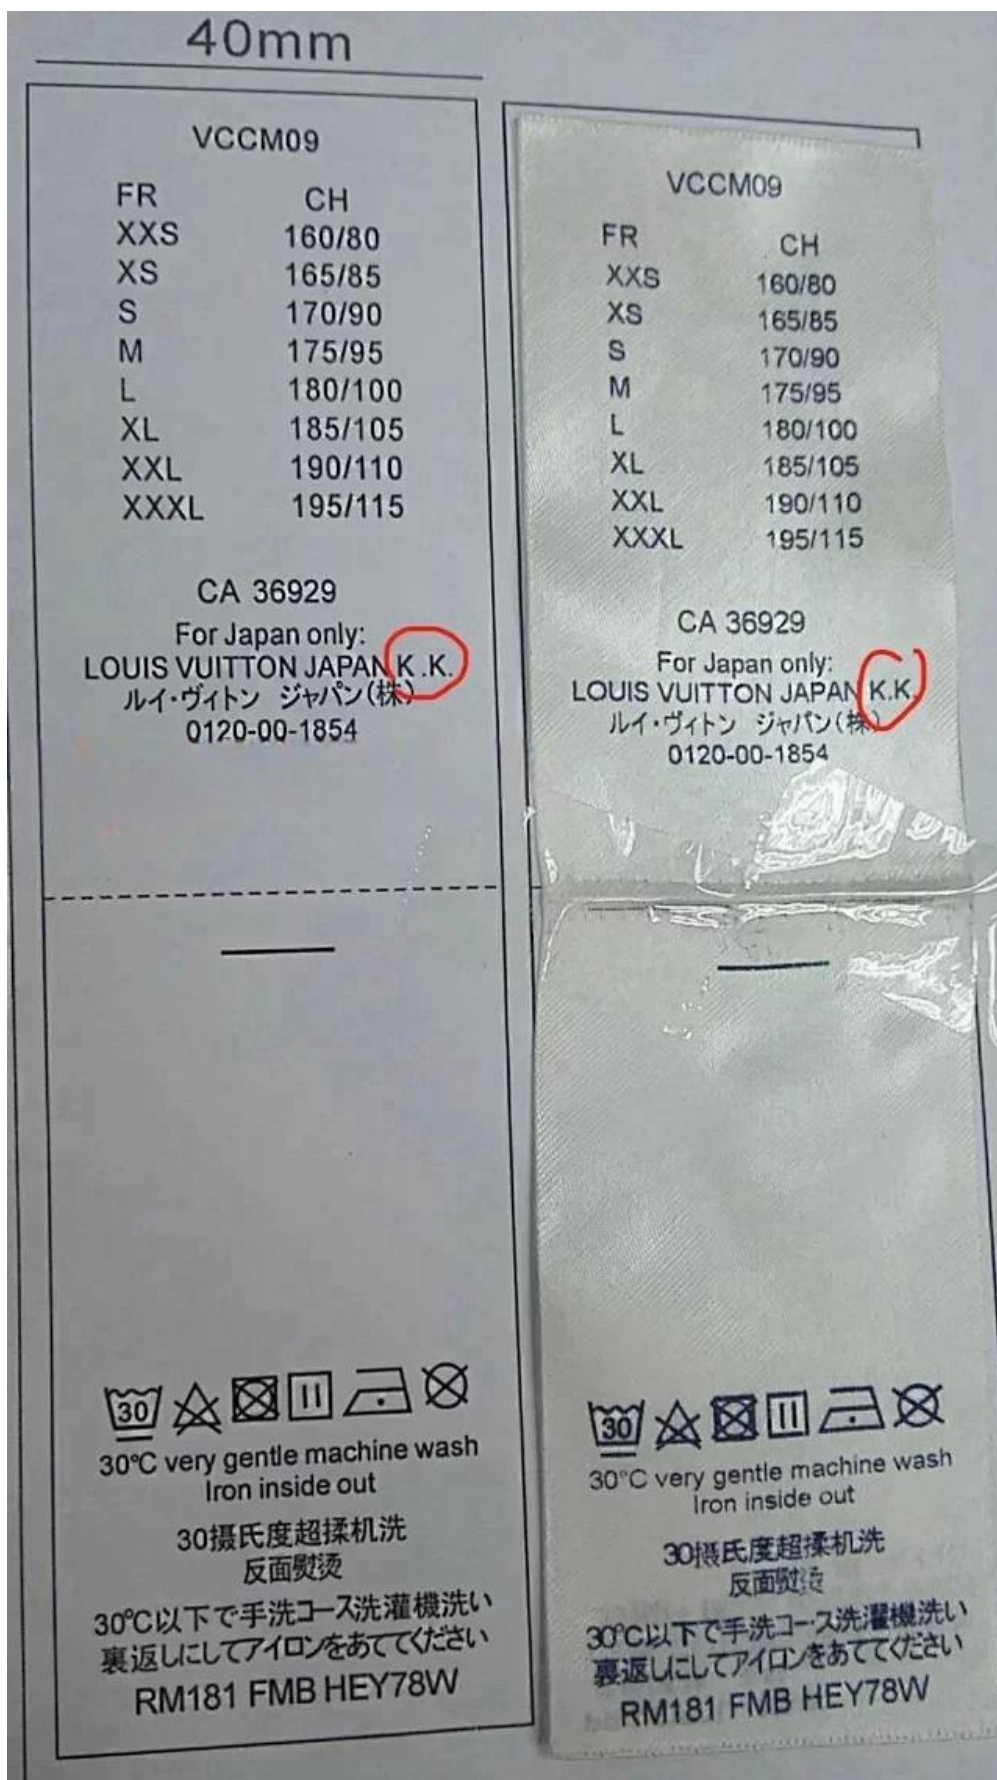 40mm
VCCM09
FR CH
XXS 160/80
XS 165/85
S 170/90
M 175/95
L 180/100
XL 185/105
XXL 190/110
XXXL 195/115
CA 36929
For Japan only:
LOUIS VUITTON JAPAN K .K.
ルイ・ヴィトン ジャパン(株)
0120-00-1854
30
30°C very gentle machine wash
Iron inside out
30摄氏度超揉机洗
反面熨烫
30℃以下で手洗コース洗濯機洗い
裏返しにしてアイロンをあててください
RM181 FMB HEY78W
VCCM09
FR CH
XXS 160/80
XS 165/85
S 170/90
M 175/95
L 180/100
XL 185/105
XXL 190/110
XXXL 195/115
CA 36929
For Japan only:
LOUIS VUITTON JAPAN K.K.
ルイ・ヴィトン ジャパン(株)
0120-00-1854
30
30°C very gentle machine wash
Iron inside out
30摄氏度超揉机洗
反面熨烫
30℃以下で手洗コース洗濯機洗い
裏返しにしてアイロンをあててください
RM181 FMB HEY78W